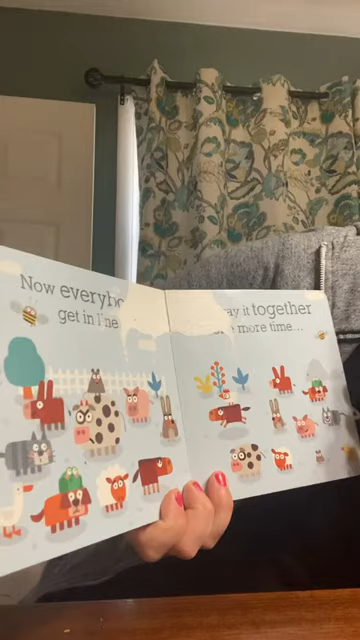 Now everybo
get in line
ay it together
more time...